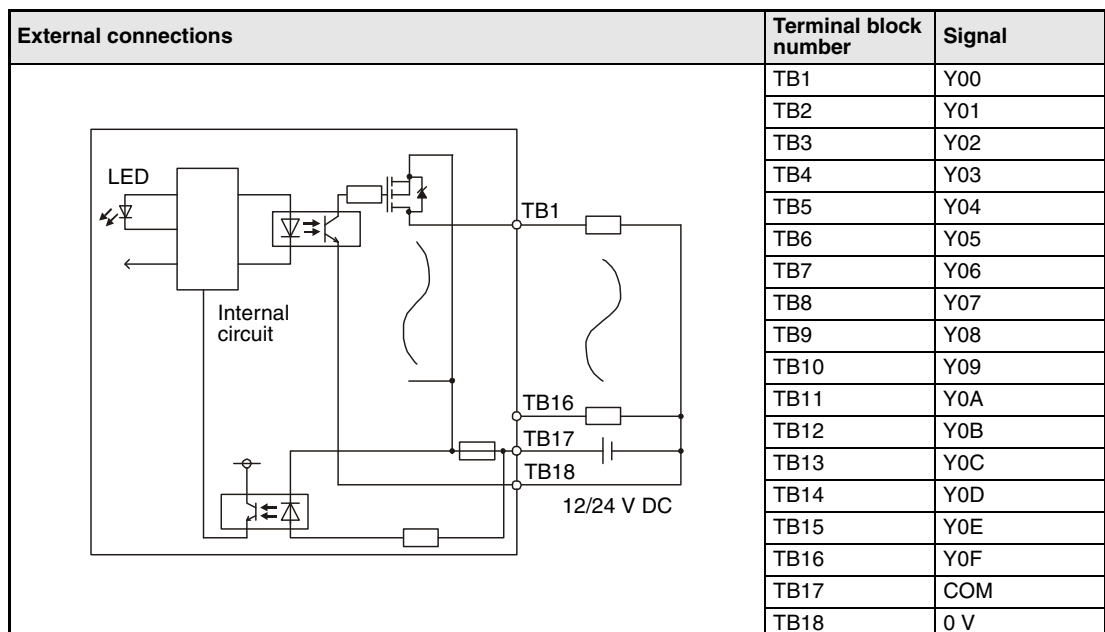 External connections
Terminal block number
Signal
LED
Internal
circuit
TB1
TB16
TB17
TB18
12/24 V DC
TB1 Y00
TB2 Y01
TB3 Y02
TB4 Y03
TB5 Y04
TB6 Y05
TB7 Y06
TB8 Y07
TB9 Y08
TB10 Y09
TB11 Y0A
TB12 Y0B
TB13 Y0C
TB14 Y0D
TB15 Y0E
TB16 Y0F
TB17 COM
TB18 0 V